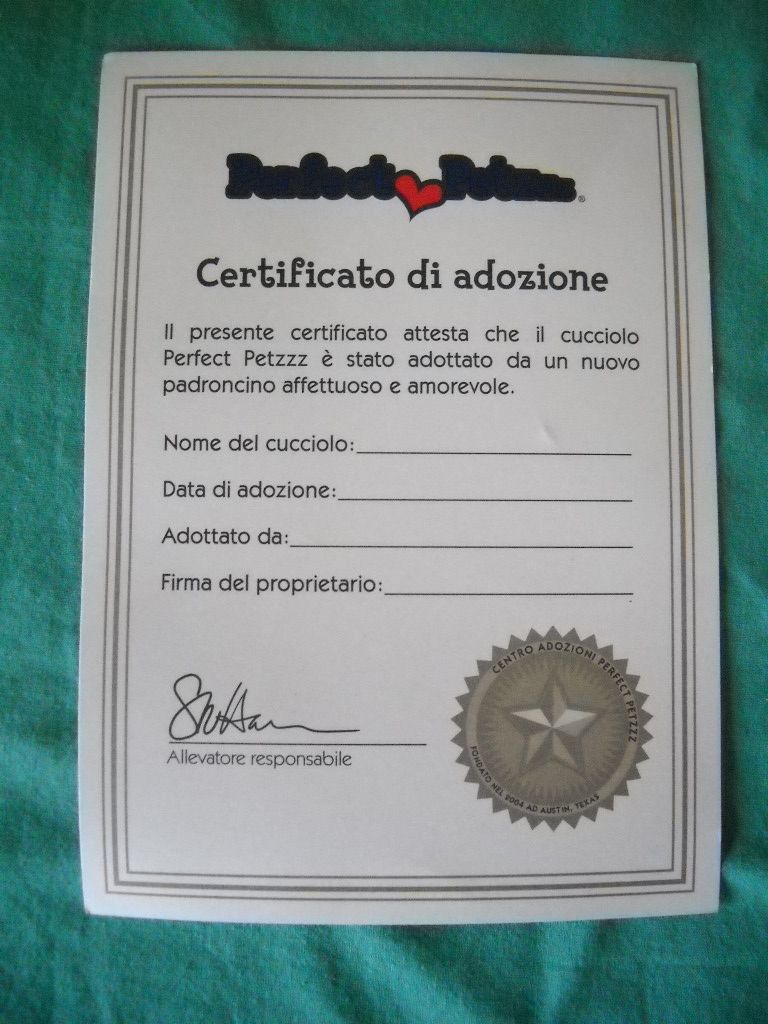 Perfect Petzzz ®
Certificato di adozione
Il presente certificato attesta che il cucciolo
Perfect Petzzz è stato adottato da un nuovo
padroncino affettuoso e amorevole.
Nome del cucciolo:
Data di adozione:
Adottato da:
Firma del proprietario:
Allevatore responsabile
CENTRO ADOZIONI PERFECT PETZZZ
FONDATO NEL 2004 AD AUSTIN, TEXAS